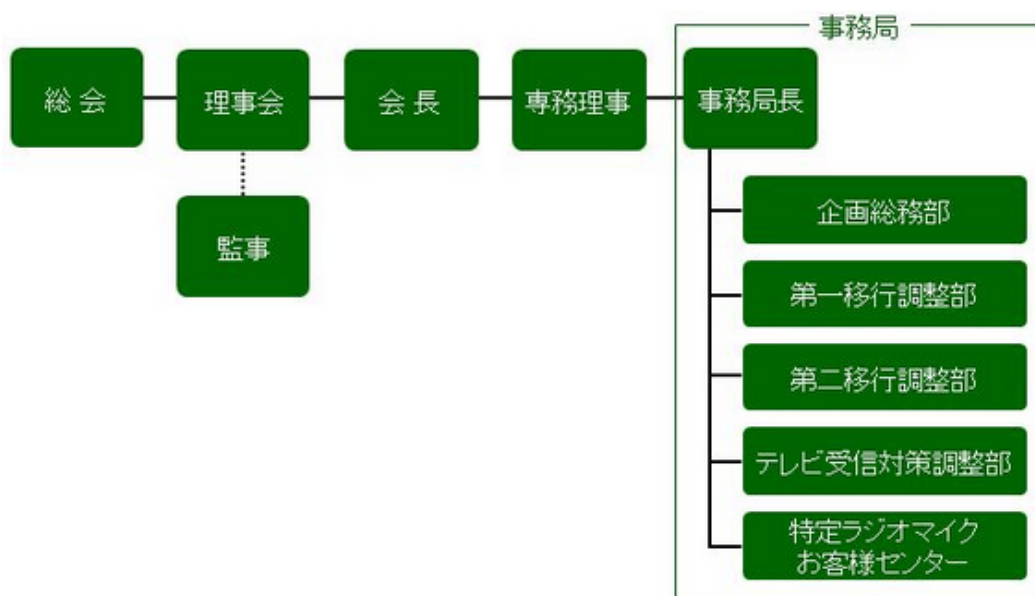 事務局
総会
理事会
会長
専務理事
事務局長
監事
企画総務部
第一移行調整部
第二移行調整部
テレビ受信対策調整部
特定ラジオマイク
お客様センター